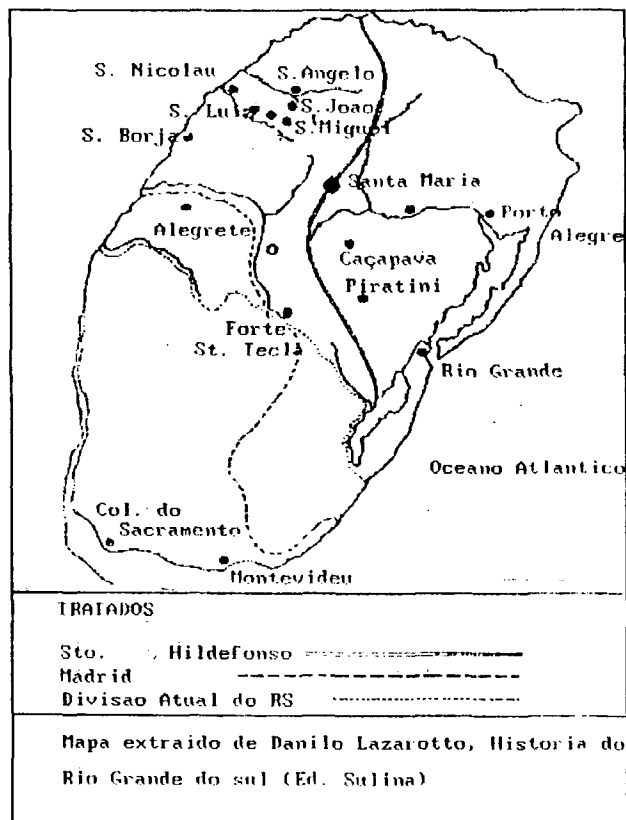 S. Nicolau
S.Angelo
S. Luiz
S.Joao
S.Miguel
S. Borja
Santa Maria
Alegrete
Porto
Alegre
Caçapava
Piratini
Forte
St. Tecla
Rio Grande
Oceano Atlantico
Col. do
Sacramento
Montevideu
TRATADOS
Sto. Hildefonso
Madrid
Divisao Atual do RS
Mapa extraido de Danilo Lazarotto, Historia do
Rio Grande do sul (Ed. Sulina)